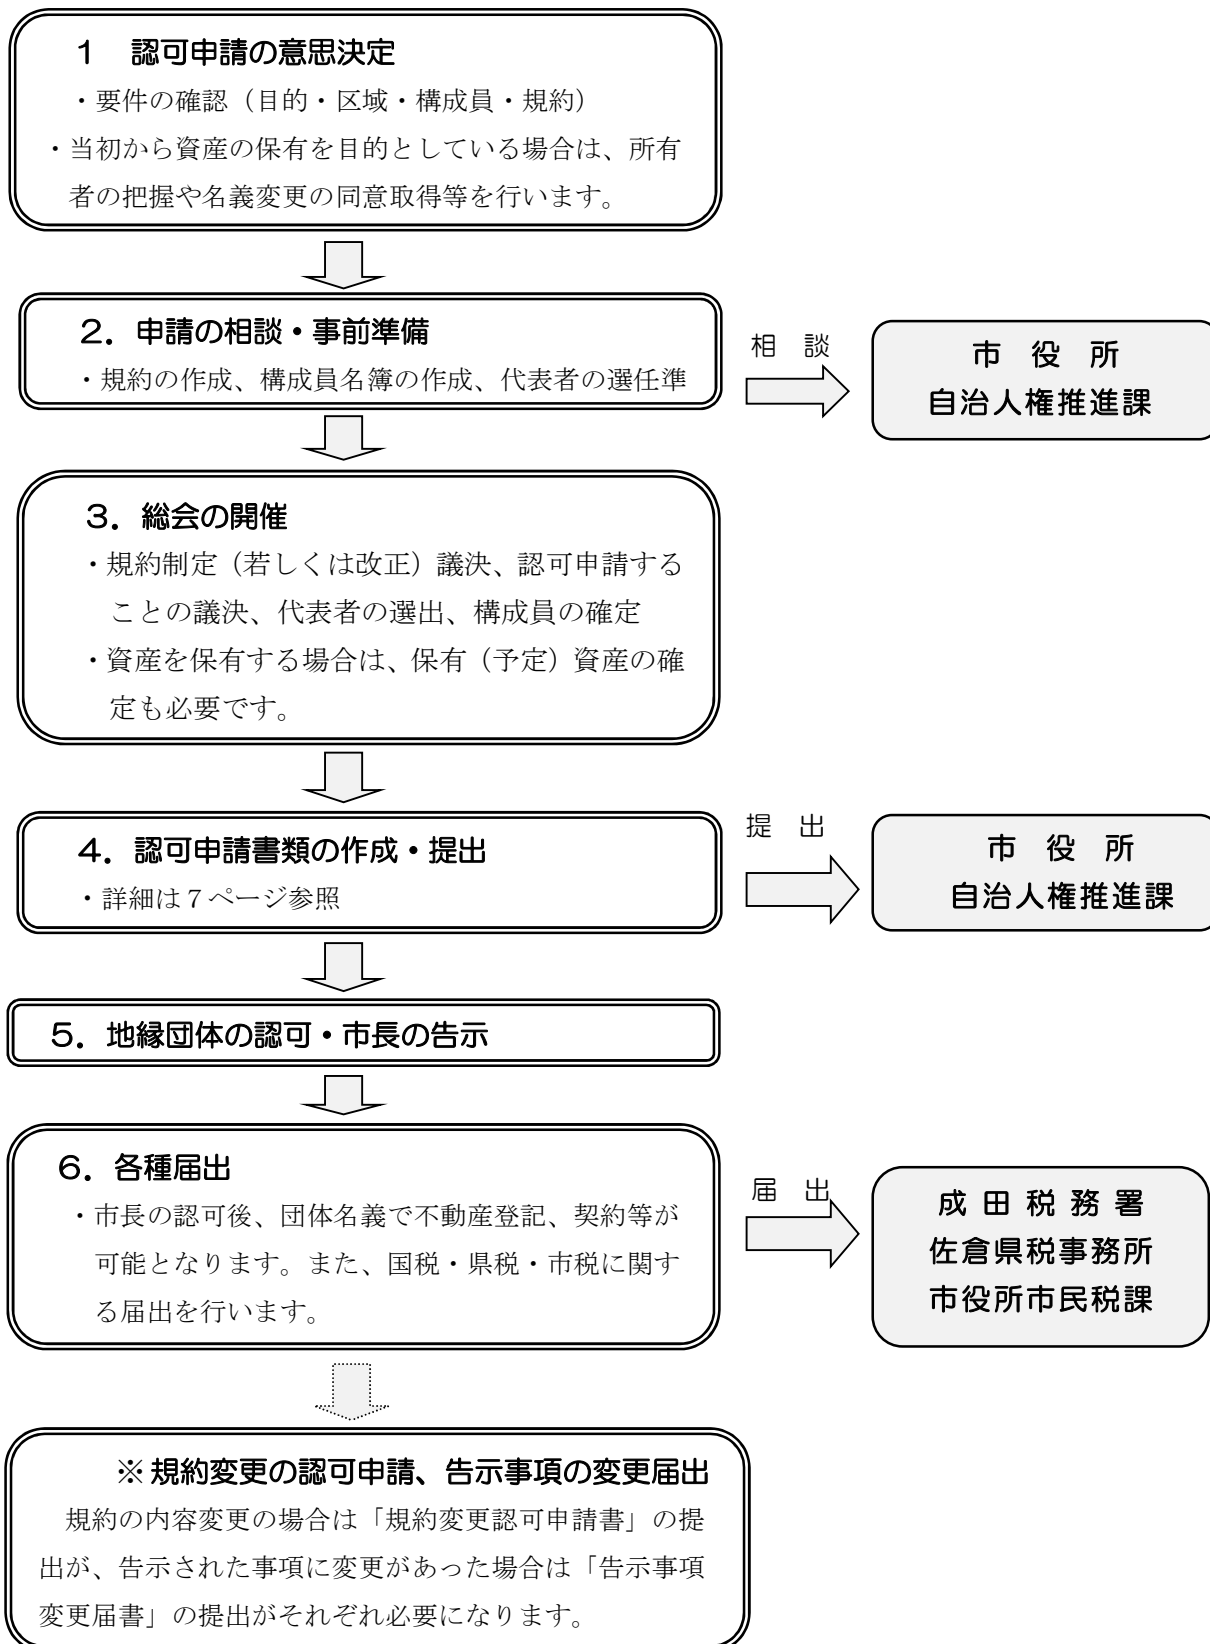 1 認可申請の意思決定
・要件の確認（目的・区域・構成員・規約）
・当初から資産の保有を目的としている場合は、所有
者の把握や名義変更の同意取得等を行います。
2．申請の相談・事前準備
・規約の作成、構成員名簿の作成、代表者の選任準
相 談
市 役 所
自治人権推進課
3．総会の開催
・規約制定（若しくは改正）議決、認可申請する
ことの議決、代表者の選出、構成員の確定
・資産を保有する場合は、保有（予定）資産の確
定も必要です。
4．認可申請書類の作成・提出
・詳細は７ページ参照
提 出
市 役 所
自治人権推進課
5．地縁団体の認可・市長の告示
6．各種届出
・市長の認可後、団体名義で不動産登記、契約等が
可能となります。また、国税・県税・市税に関す
る届出を行います。
届 出
成 田 税 務 署
佐倉県税事務所
市役所市民税課
※規約変更の認可申請、告示事項の変更届出
規約の内容変更の場合は「規約変更認可申請書」の提
出が、告示された事項に変更があった場合は「告示事項
変更届書」の提出がそれぞれ必要になります。